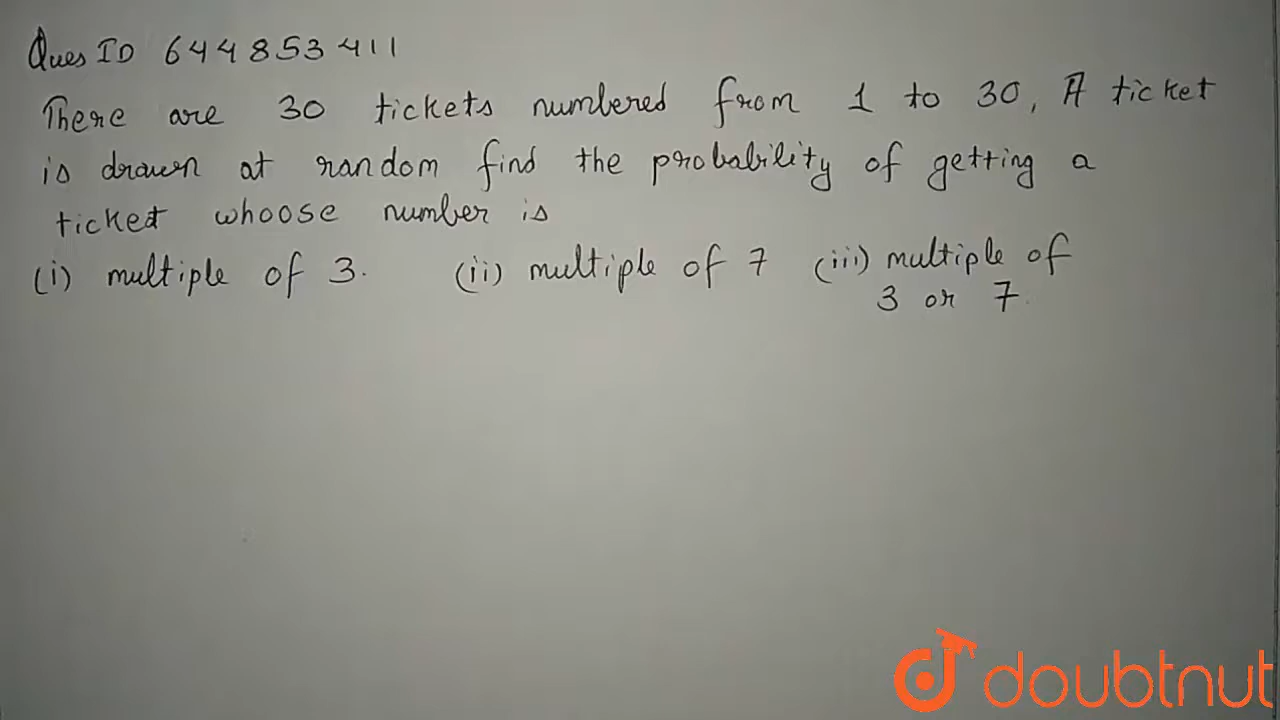 Ques ID 644853411
There are 30 tickets numbered from 1 to 30, A ticket
is drawn at random find the probability of getting a
ticket whoose number is
(i) multiple of 3. (ii) multiple of 7 (iii) multiple of
3 or 7.
doubtnut